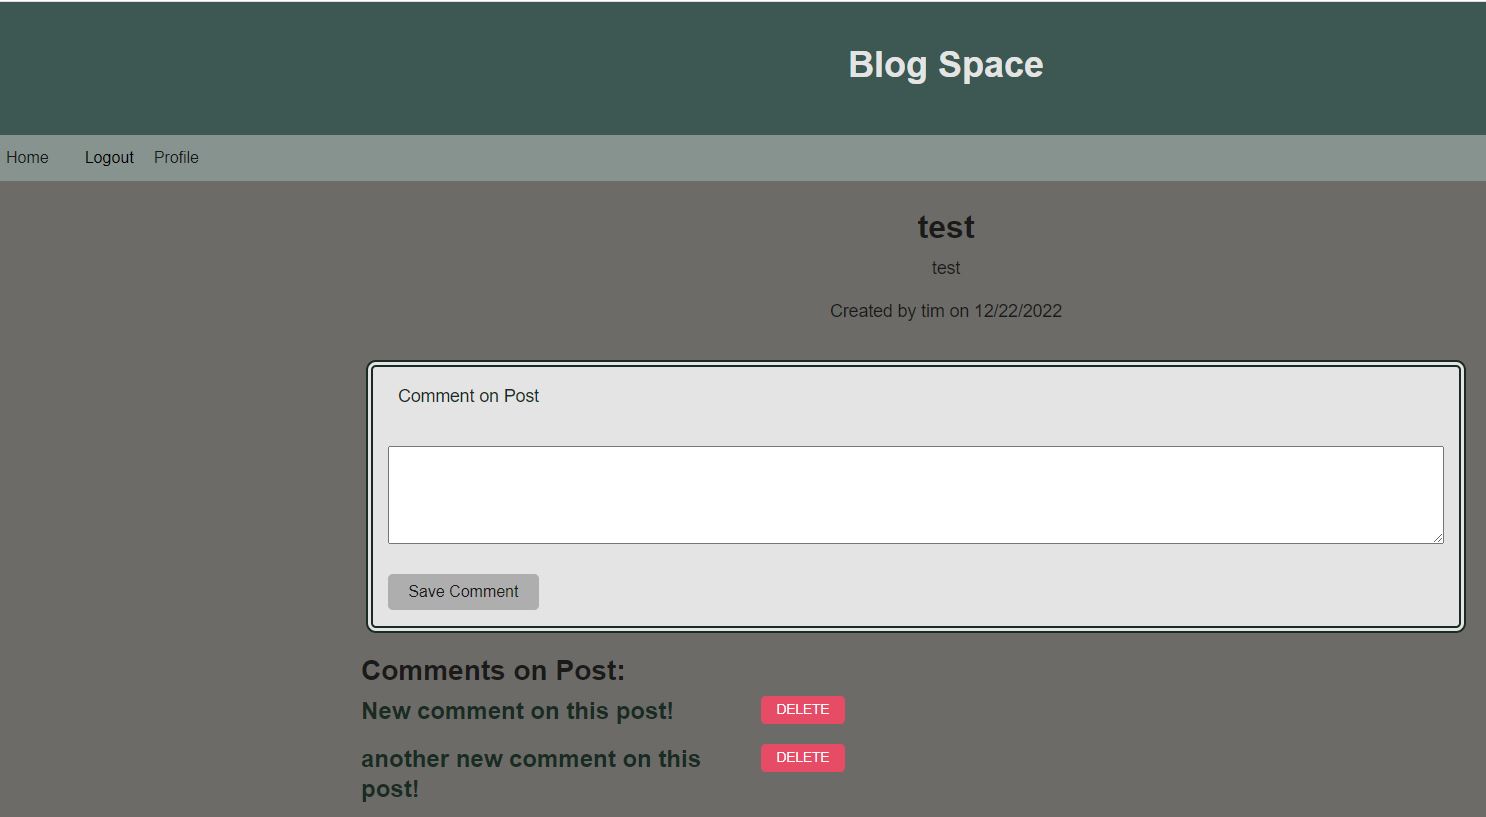 Blog Space
Home Logout Profile
test
test
Created by tim on 12/22/2022
Comment on Post
Save Comment
Comments on Post:
New comment on this post! DELETE
another new comment on this DELETE
post!